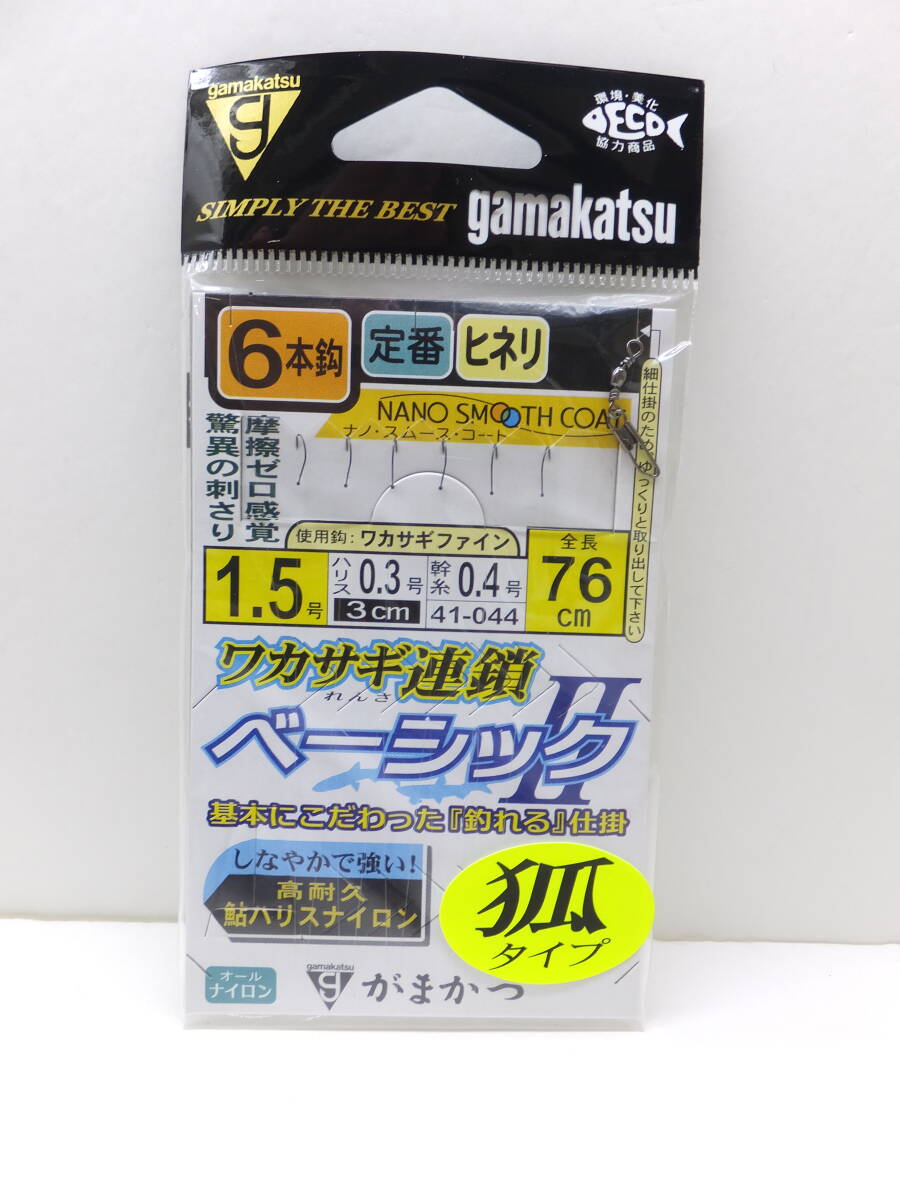 gamakatsu
g
環境・美化
DECO
協力商品
SIMPLY THE BEST
gamakatsu
6本鈎
定番
ヒネリ
NANO SMOOTH COAT
ナノ・スムース・コート
摩擦ゼロ感覚
驚異の刺さり
細仕掛のため、ゆっくりと取り出して下さい
使用鈎：ワカサギファイン
1.5号
ハリス0.3号
3cm
幹糸0.4号
41-044
全長
76cm
ワカサギ連鎖
れんさ
ベーシックII
基本にこだわった『釣れる』仕掛
しなやかで強い！
高耐久
鮎ハリスナイロン
狐
タイプ
オール
ナイロン
gamakatsu
g
がまかつ